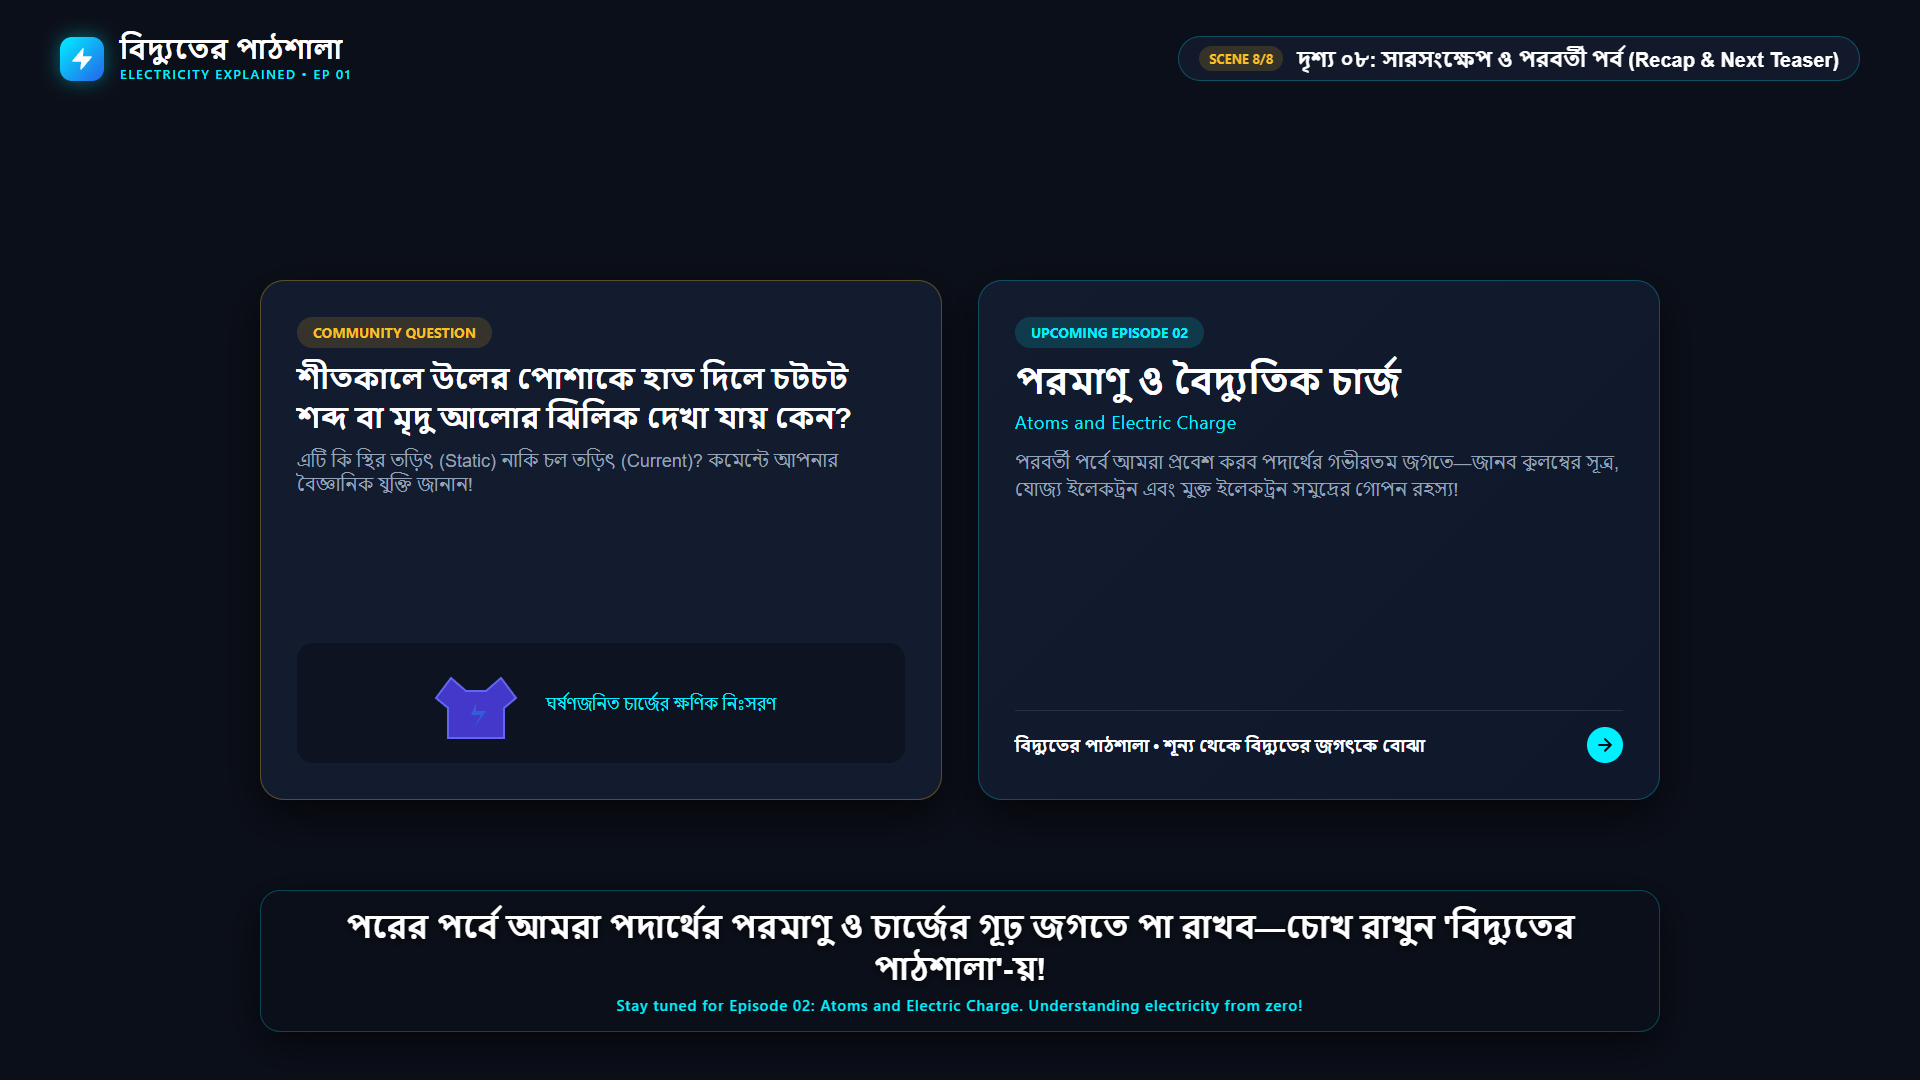 বিদ্যুতের পাঠশালা
ELECTRICITY EXPLAINED • EP 01
SCENE 8/8
দৃশ্য ০৮: সারসংক্ষেপ ও পরবর্তী পর্ব (Recap & Next Teaser)
COMMUNITY QUESTION
শীতকালে উলের পোশাকে হাত দিলে চটচট
শব্দ বা মৃদু আলোর ঝিলিক দেখা যায় কেন?
এটি কি স্থির তড়িৎ (Static) নাকি চল তড়িৎ (Current)? কমেন্টে আপনার
বৈজ্ঞানিক যুক্তি জানান!
ঘর্ষণজনিত চার্জের ক্ষণিক নিঃসরণ
UPCOMING EPISODE 02
পরমাণু ও বৈদ্যুতিক চার্জ
Atoms and Electric Charge
পরবর্তী পর্বে আমরা প্রবেশ করব পদার্থের গভীরতম জগতে—জানব কুলম্বের সূত্র,
যোজ্য ইলেকট্রন এবং মুক্ত ইলেকট্রন সমুদ্রের গোপন রহস্য!
বিদ্যুতের পাঠশালা • শূন্য থেকে বিদ্যুতের জগৎকে বোঝা
পরের পর্বে আমরা পদার্থের পরমাণু ও চার্জের গূঢ় জগতে পা রাখব—চোখ রাখুন 'বিদ্যুতের
পাঠশালা'-য়!
Stay tuned for Episode 02: Atoms and Electric Charge. Understanding electricity from zero!